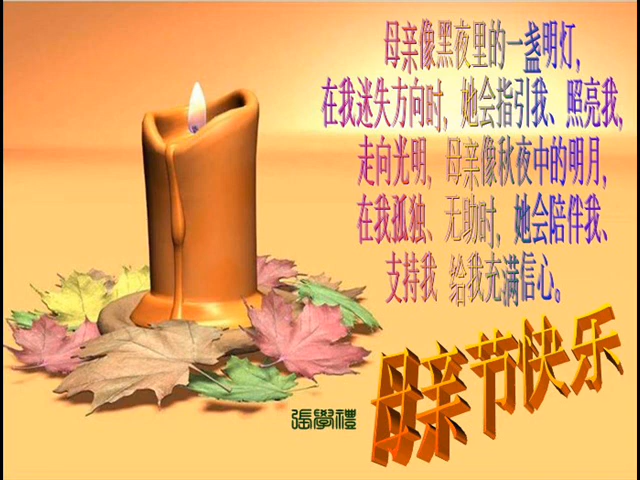 母亲像黑夜里的一盏明灯,
在我迷失方向时, 她会指引我、照亮我,
走向光明, 母亲像秋夜中的明月,
在我孤独、无助时, 她会陪伴我、
支持我 给我充满信心。
母亲节快乐
張學禮